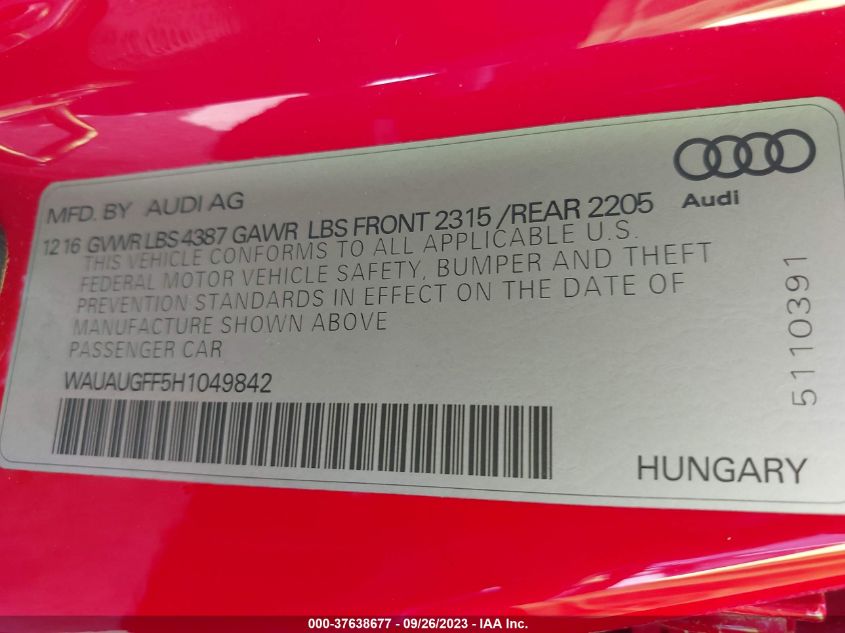 MFD. BY AUDI AG
Audi
12 16 GVWR LBS 4387 GAWR LBS FRONT 2315 /REAR 2205
THIS VEHICLE CONFORMS TO ALL APPLICABLE U.S.
FEDERAL MOTOR VEHICLE SAFETY, BUMPER AND THEFT
PREVENTION STANDARDS IN EFFECT ON THE DATE OF
MANUFACTURE SHOWN ABOVE
PASSENGER CAR
WAUAUGFF5H1049842
5110391
HUNGARY
000-37638677 - 09/26/2023 - IAA Inc.